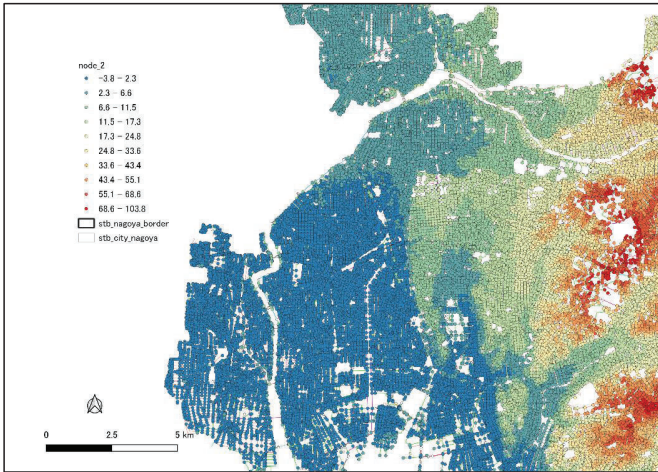 node_2
-3.8 – 2.3
2.3 – 6.6
6.6 – 11.5
11.5 – 17.3
17.3 – 24.8
24.8 – 33.6
33.6 – 43.4
43.4 – 55.1
55.1 – 68.6
68.6 – 103.8
stb_nagoya_border
stb_city_nagoya
0 2.5 5 km